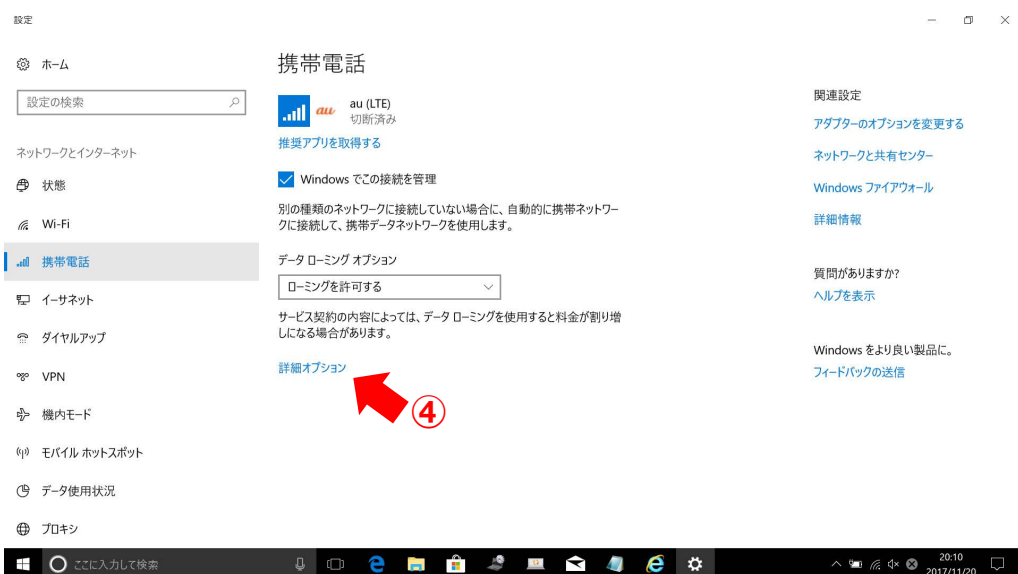 設定
ホーム
設定の検索
ネットワークとインターネット
状態
Wi-Fi
携帯電話
イーサネット
ダイヤルアップ
VPN
機内モード
モバイル ホットスポット
データ使用状況
プロキシ
携帯電話
au
au (LTE)
切断済み
推奨アプリを取得する
Windows でこの接続を管理
別の種類のネットワークに接続していない場合に、自動的に携帯ネットワー
クに接続して、携帯データネットワークを使用します。
データ ローミング オプション
ローミングを許可する
サービス契約の内容によっては、データ ローミングを使用すると料金が割り増
しになる場合があります。
詳細オプション
④
関連設定
アダプターのオプションを変更する
ネットワークと共有センター
Windows ファイアウォール
詳細情報
質問がありますか?
ヘルプを表示
Windows をより良い製品に。
フィードバックの送信
ここに入力して検索
20:10
2017/11/20